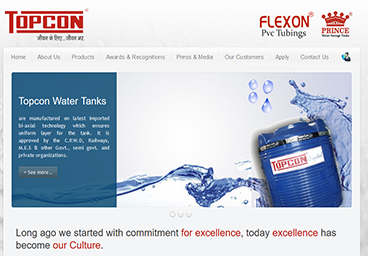 TOPCON®
जीवन के लिए...जीवन भर.
FLEXON®
Pvc Tubings
PRINCE®
Water Storage Tanks
Home About Us Products Awards & Recognitions Press & Media Our Customers Apply Contact Us
Topcon Water Tanks
are manufactured on latest imported
bi-axial technology which ensures
uniform layer for the tank. It is
approved by the C.P.W.D, Railways,
M.E.S & other Govt., semi govt. and
private organizations.
» See more...
TOPCON
Long ago we started with commitment for excellence, today excellence has
become our Culture.